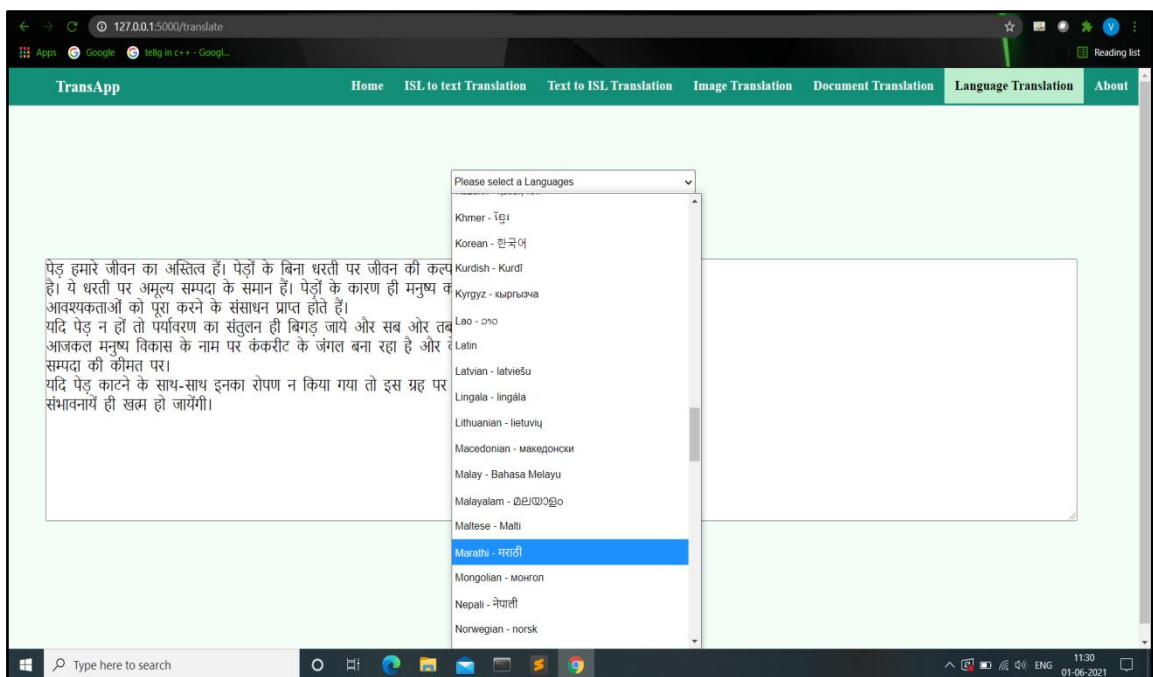 127.0.0.1:5000/translate
Apps Google tellg in c++ - Googl... Reading list
TransApp Home ISL to text Translation Text to ISL Translation Image Translation Document Translation Language Translation About
Please select a Languages
Khmer - ខ្មែរ
Korean - 한국어
Kurdish - Kurdî
Kyrgyz - кыргызча
Lao - ລາວ
Latin
Latvian - latviešu
Lingala - lingála
Lithuanian - lietuvių
Macedonian - македонски
Malay - Bahasa Melayu
Malayalam - മലയാളം
Maltese - Malti
Marathi - मराठी
Mongolian - монгол
Nepali - नेपाली
Norwegian - norsk
पेड़ हमारे जीवन का अस्तित्व हैं। पेड़ों के बिना धरती पर जीवन की
है। ये धरती पर अमूल्य सम्पदा के समान हैं। पेड़ों के कारण ही मनुष्य
आवश्यकताओं को पूरा करने के संसाधन प्राप्त होते हैं।
यदि पेड़ न हों तो पर्यावरण का संतुलन ही बिगड़ जाये और सब ओर
आजकल मनुष्य विकास के नाम पर कंकरीट के जंगल बना रहा है और
सम्पदा की कीमत पर।
यदि पेड़ काटने के साथ-साथ इनका रोपण न किया गया तो इस ग्रह पर
संभावनायें ही खत्म हो जायेंगी।
Type here to search ENG 11:30
01-06-2021